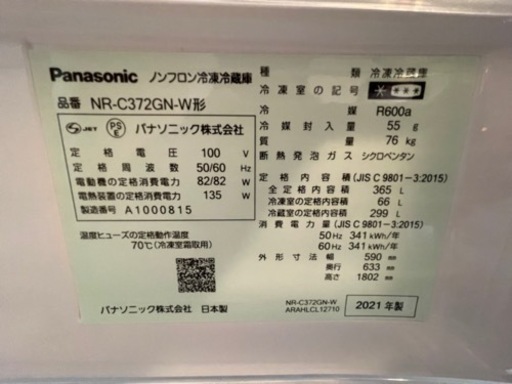 Panasonic ノンフロン冷凍冷蔵庫
品番 NR-C372GN-W形
JET PSE パナソニック株式会社
定格電圧 100 V
定格周波数 50/60 Hz
電動機の定格消費電力 82/82 W
電熱装置の定格消費電力 135 W
製造番号 A1000815
温度ヒューズの定格動作温度
70℃(冷凍室霜取用)
パナソニック株式会社 日本製
種類 冷凍冷蔵庫
冷凍室の記号 ****
冷媒 R600a
冷媒封入量 55 g
質量 76 kg
断熱発泡ガス シクロペンタン
定格内容積 (JIS C 9801-3:2015)
全定格内容積 365 L
冷凍室の定格内容積 66 L
冷蔵室の定格内容積 299 L
消費電力量 (JIS C 9801-3:2015)
50 Hz 341 kWh/年
60 Hz 341 kWh/年
外形寸法 幅 590 mm
奥行 633 mm
高さ 1802 mm
NR-C372GN-W
ARAHLCL12710
2021年製